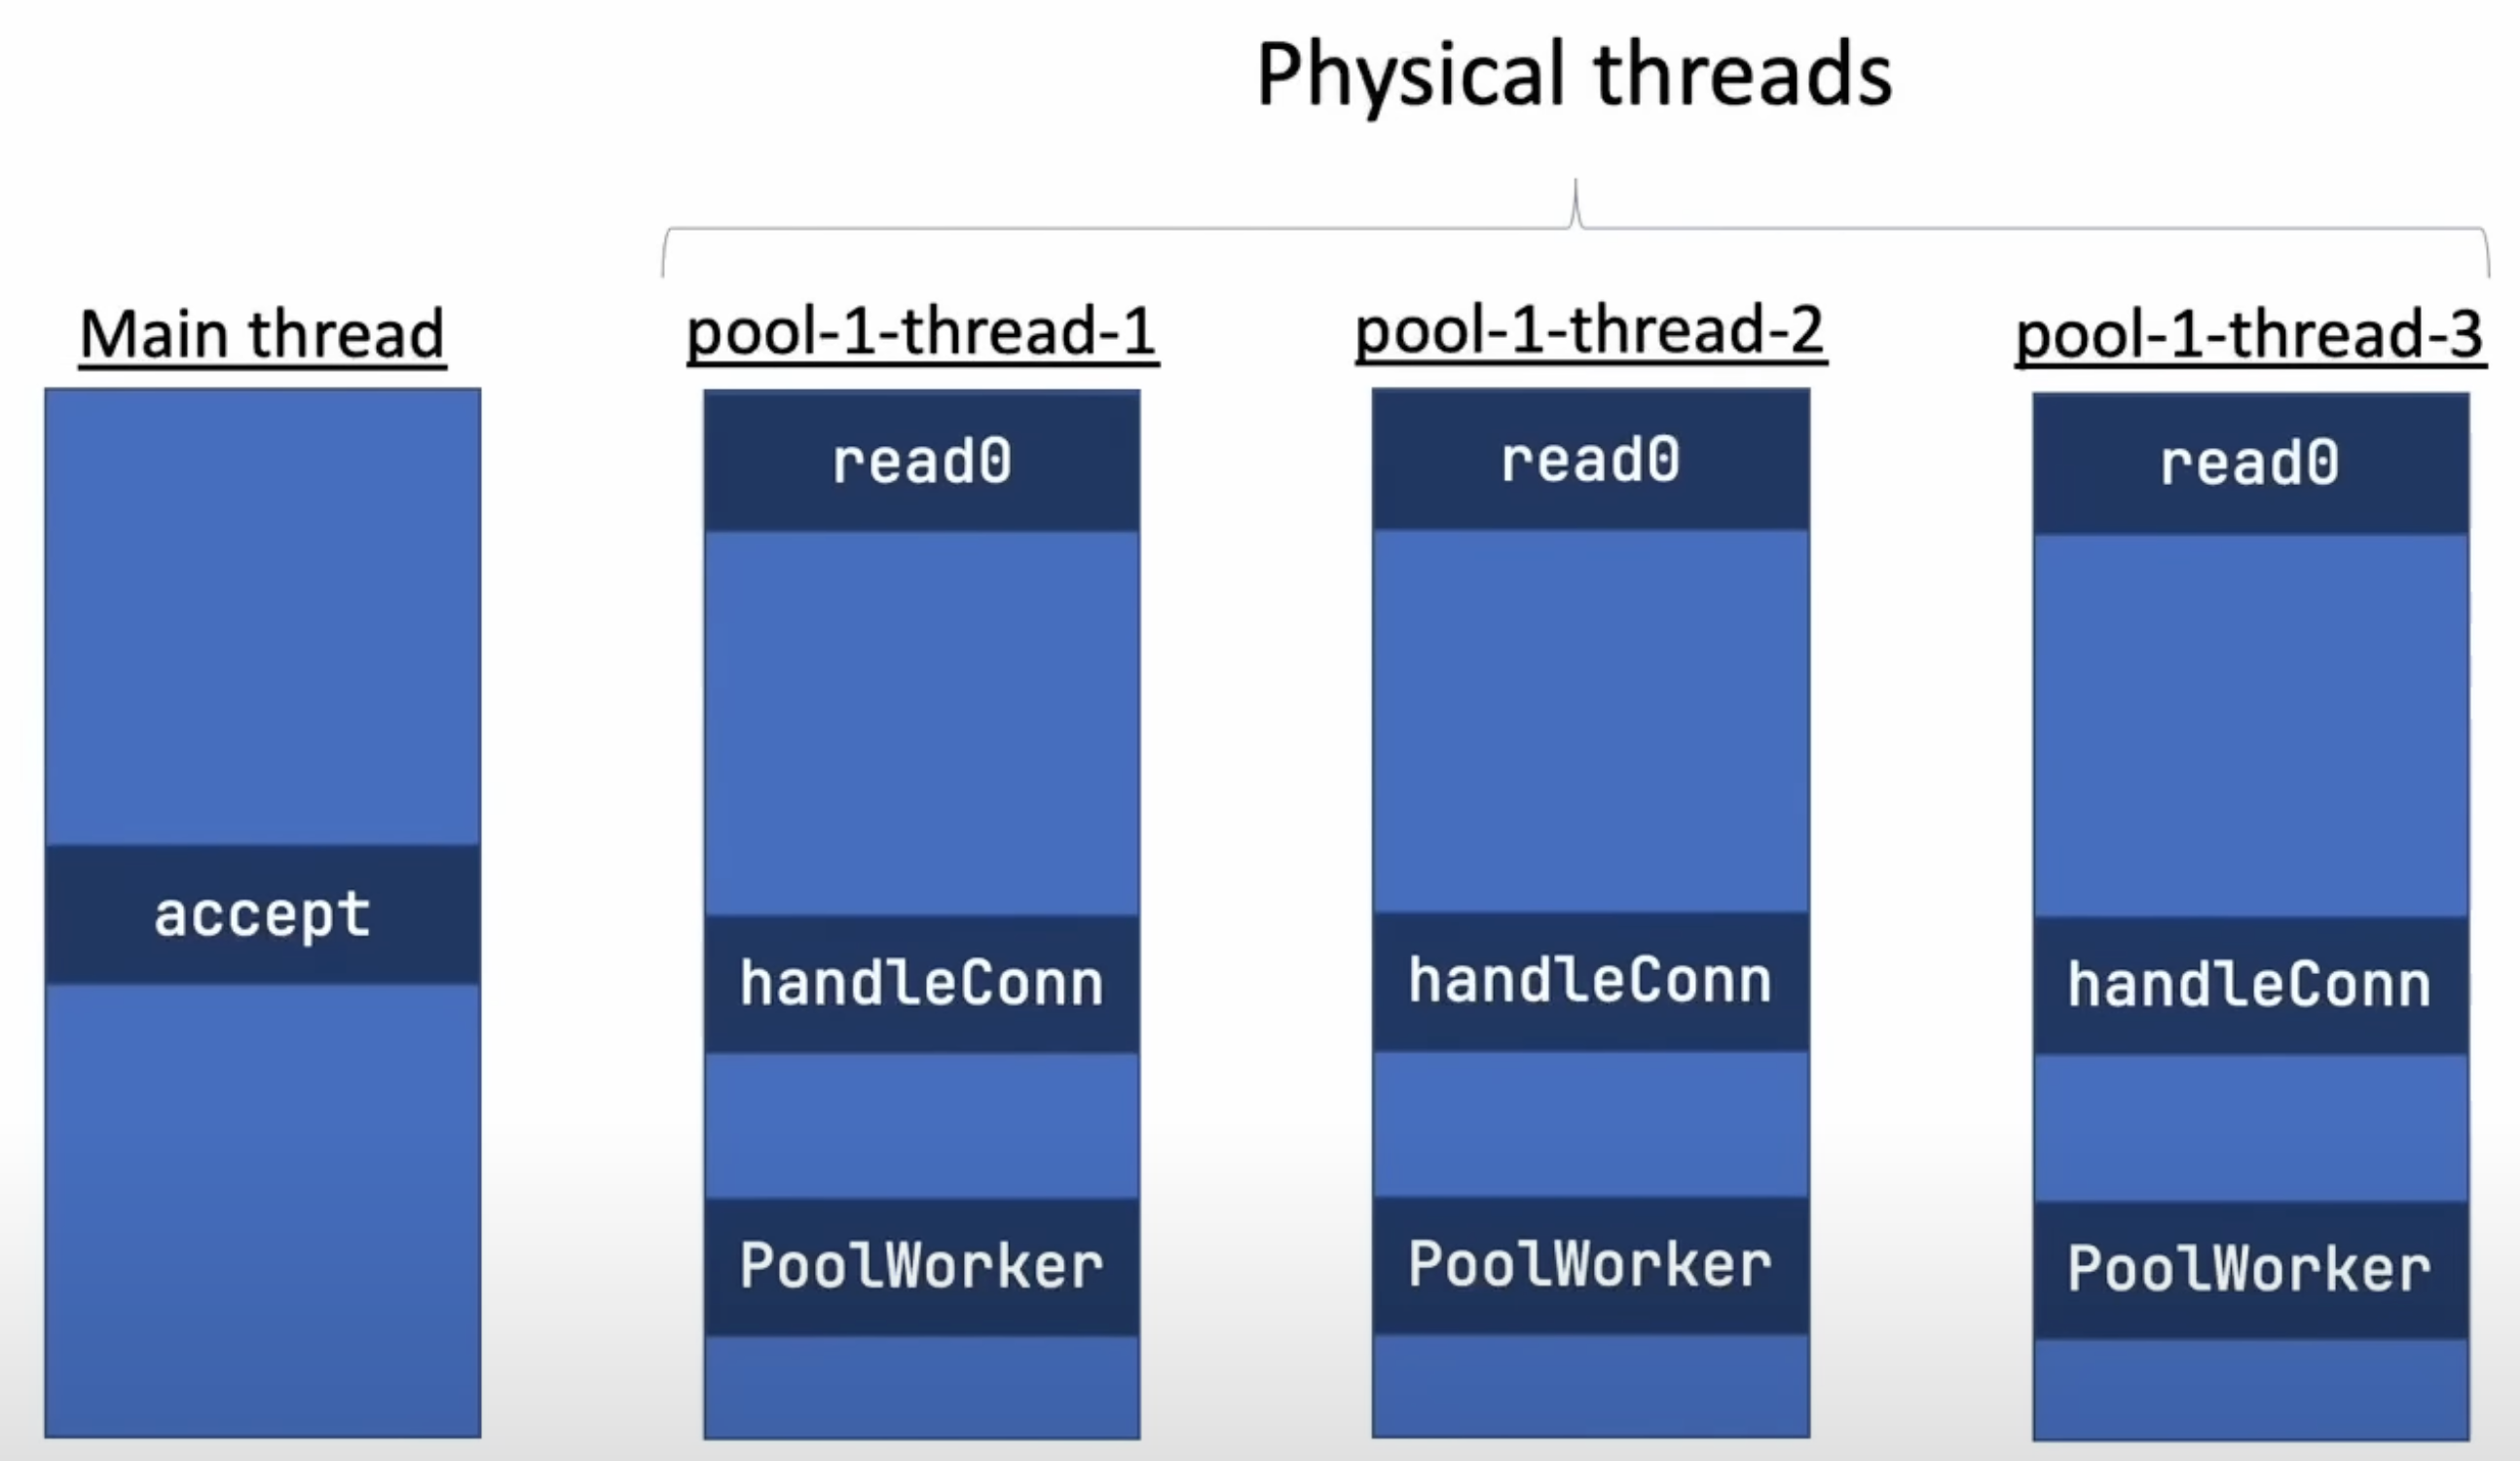 Physical threads
Main thread
pool-1-thread-1
pool-1-thread-2
pool-1-thread-3
read0
read0
read0
accept
handleConn
handleConn
handleConn
PoolWorker
PoolWorker
PoolWorker